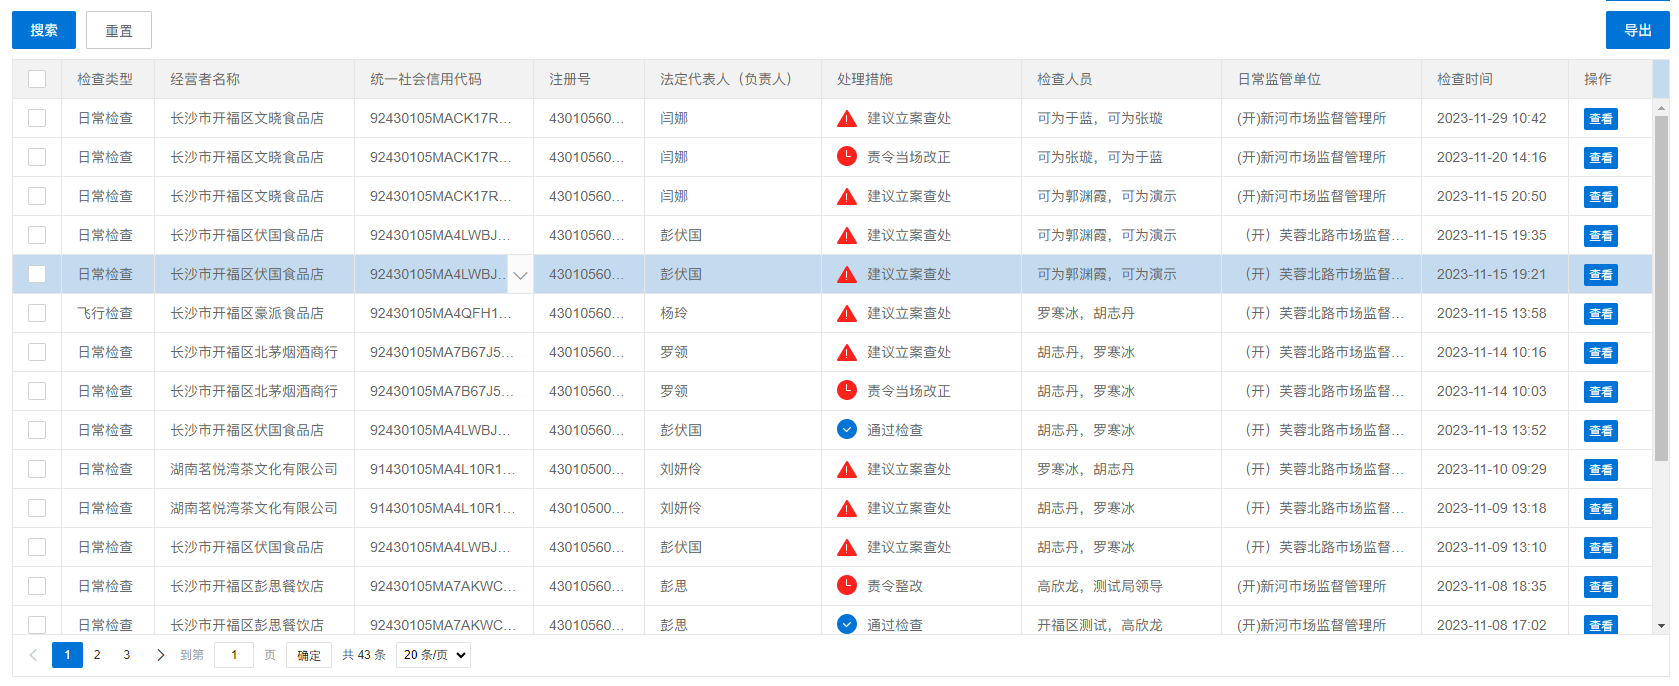 搜索 重置 导出
检查类型 经营者名称 统一社会信用代码 注册号 法定代表人（负责人） 处理措施 检查人员 日常监管单位 检查时间 操作
日常检查 长沙市开福区文晓食品店 92430105MACK17R... 43010560... 闫娜 建议立案查处 可为于蓝，可为张璇 (开)新河市场监督管理所 2023-11-29 10:42 查看
日常检查 长沙市开福区文晓食品店 92430105MACK17R... 43010560... 闫娜 责令当场改正 可为张璇，可为于蓝 (开)新河市场监督管理所 2023-11-20 14:16 查看
日常检查 长沙市开福区文晓食品店 92430105MACK17R... 43010560... 闫娜 建议立案查处 可为郭渊霞，可为演示 (开)新河市场监督管理所 2023-11-15 20:50 查看
日常检查 长沙市开福区伏国食品店 92430105MA4LWBJ... 43010560... 彭伏国 建议立案查处 可为郭渊霞，可为演示 （开）芙蓉北路市场监督... 2023-11-15 19:35 查看
日常检查 长沙市开福区伏国食品店 92430105MA4LWBJ... 43010560... 彭伏国 建议立案查处 可为郭渊霞，可为演示 （开）芙蓉北路市场监督... 2023-11-15 19:21 查看
飞行检查 长沙市开福区豪派食品店 92430105MA4QFH1... 43010560... 杨玲 建议立案查处 罗寒冰，胡志丹 （开）芙蓉北路市场监督... 2023-11-15 13:58 查看
日常检查 长沙市开福区北茅烟酒商行 92430105MA7B67J5... 43010560... 罗领 建议立案查处 胡志丹，罗寒冰 （开）芙蓉北路市场监督... 2023-11-14 10:16 查看
日常检查 长沙市开福区北茅烟酒商行 92430105MA7B67J5... 43010560... 罗领 责令当场改正 胡志丹，罗寒冰 （开）芙蓉北路市场监督... 2023-11-14 10:03 查看
日常检查 长沙市开福区伏国食品店 92430105MA4LWBJ... 43010560... 彭伏国 通过检查 胡志丹，罗寒冰 （开）芙蓉北路市场监督... 2023-11-13 13:52 查看
日常检查 湖南茗悦湾茶文化有限公司 91430105MA4L10R1... 43010500... 刘妍伶 建议立案查处 罗寒冰，胡志丹 （开）芙蓉北路市场监督... 2023-11-10 09:29 查看
日常检查 湖南茗悦湾茶文化有限公司 91430105MA4L10R1... 43010500... 刘妍伶 建议立案查处 胡志丹，罗寒冰 （开）芙蓉北路市场监督... 2023-11-09 13:18 查看
日常检查 长沙市开福区伏国食品店 92430105MA4LWBJ... 43010560... 彭伏国 建议立案查处 胡志丹，罗寒冰 （开）芙蓉北路市场监督... 2023-11-09 13:10 查看
日常检查 长沙市开福区彭思餐饮店 92430105MA7AKWC... 43010560... 彭思 责令整改 高欣龙，测试局领导 (开)新河市场监督管理所 2023-11-08 18:35 查看
日常检查 长沙市开福区彭思餐饮店 92430105MA7AKWC... 43010560... 彭思 通过检查 开福区测试，高欣龙 (开)新河市场监督管理所 2023-11-08 17:02 查看
1 2 3 到第 1 页 确定 共 43 条 20 条/页